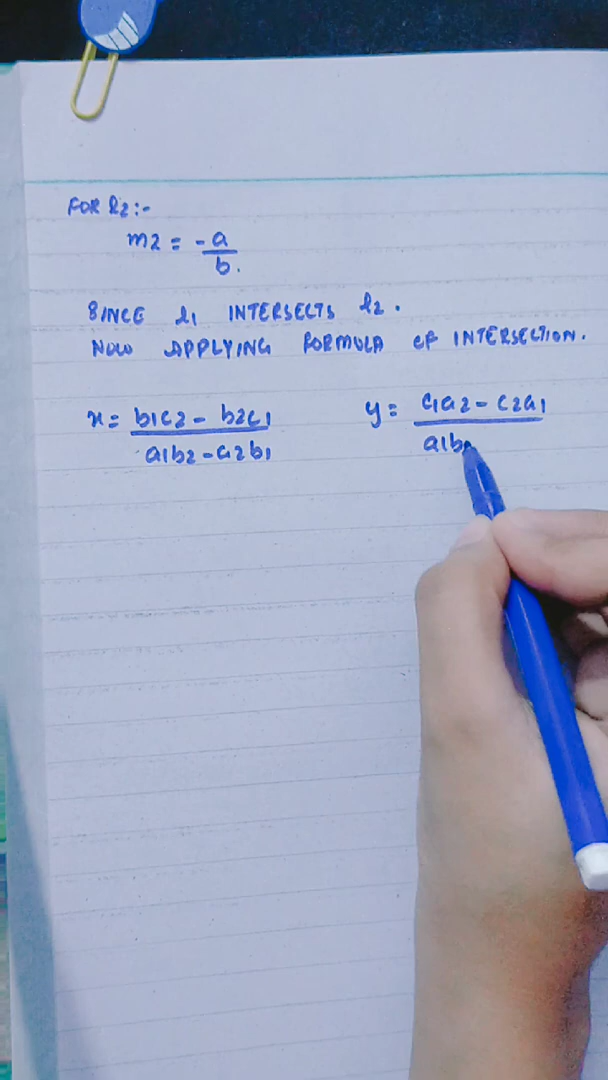 FOR l2:-
m2 = -a
b.
SINCE l1 INTERSECTS l2.
NOW APPLYING FORMULA OF INTERSECTION.
x = b1c2 - b2c1 y = c1a2 - c2a1
a1b2 - a2b1 a1b